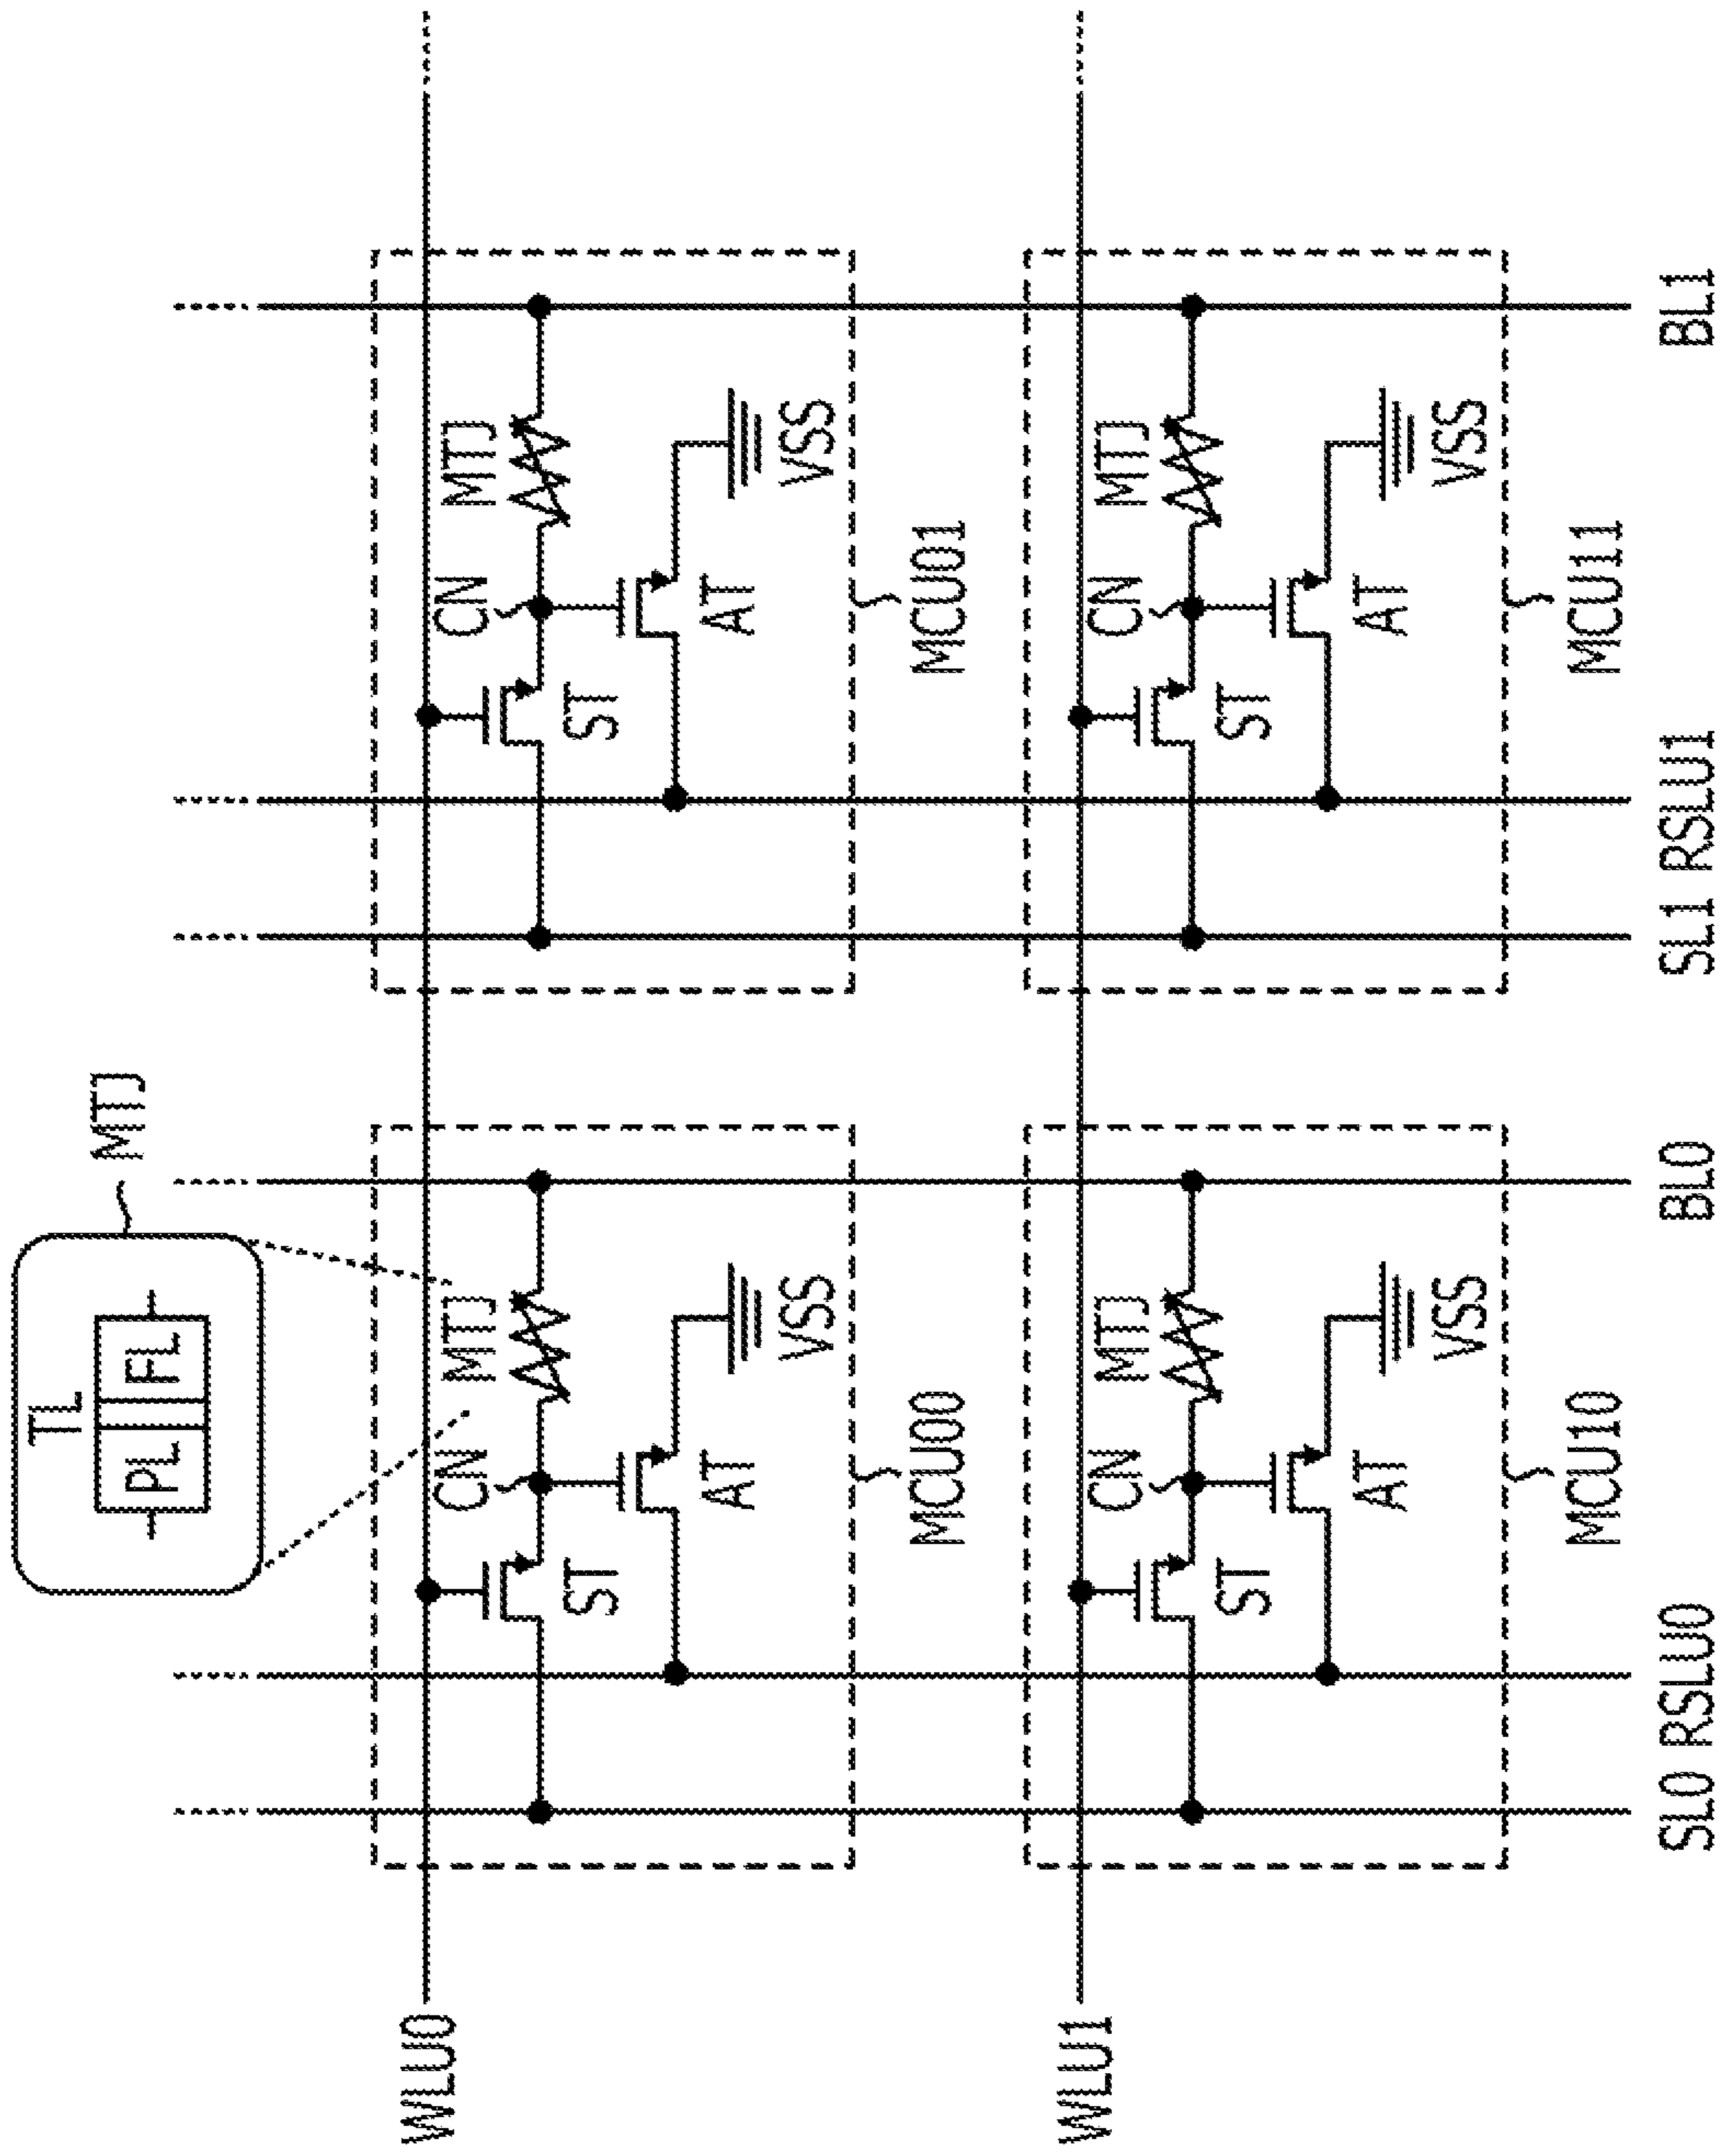 MTJ
TL
PL FL
WLU0
CN MTJ
CN MTJ
ST
ST
AT VSS
AT VSS
MCU00
MCU01
WLU1
CN MTJ
CN MTJ
ST
ST
AT VSS
AT VSS
MCU10
MCU11
SL0 RSLU0 BL0 SL1 RSLU1 BL1